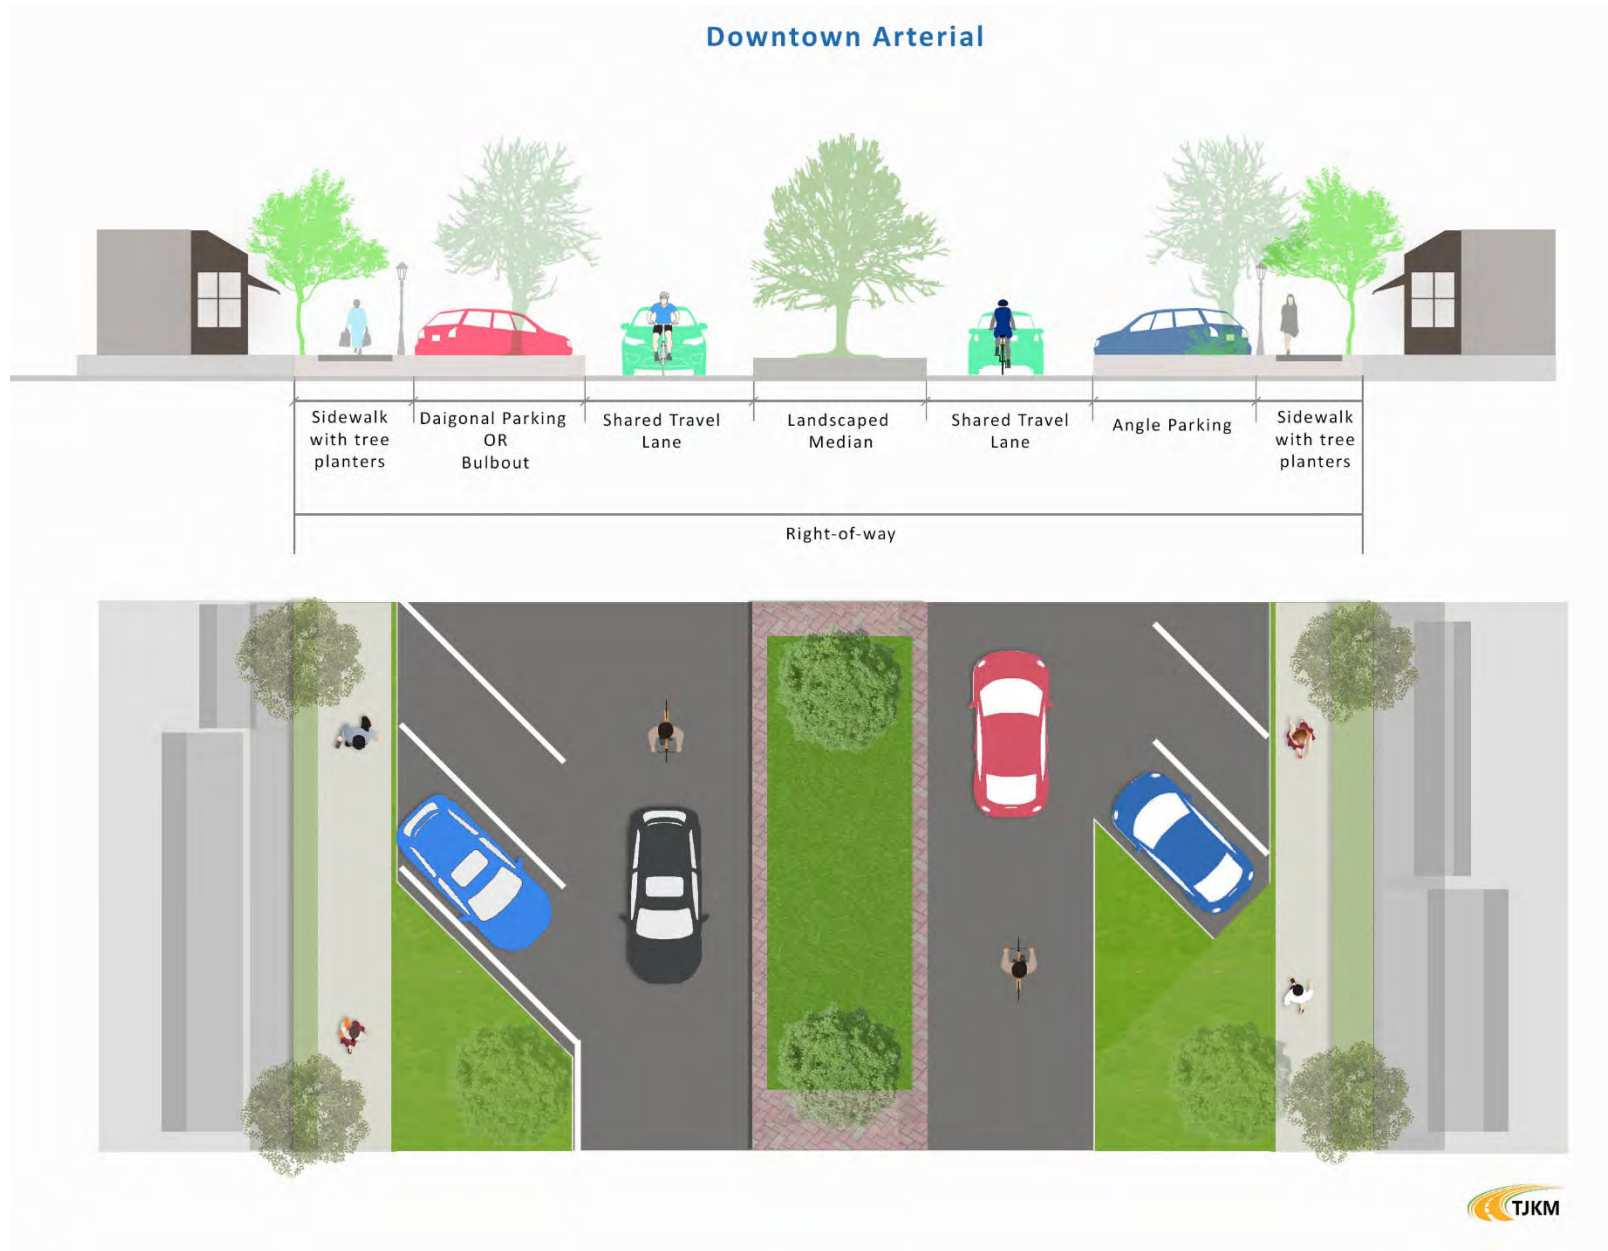 Downtown Arterial
Sidewalk
with tree
planters
Daigonal Parking
OR
Bulbout
Shared Travel
Lane
Landscaped
Median
Shared Travel
Lane
Angle Parking
Sidewalk
with tree
planters
Right-of-way
TJKM